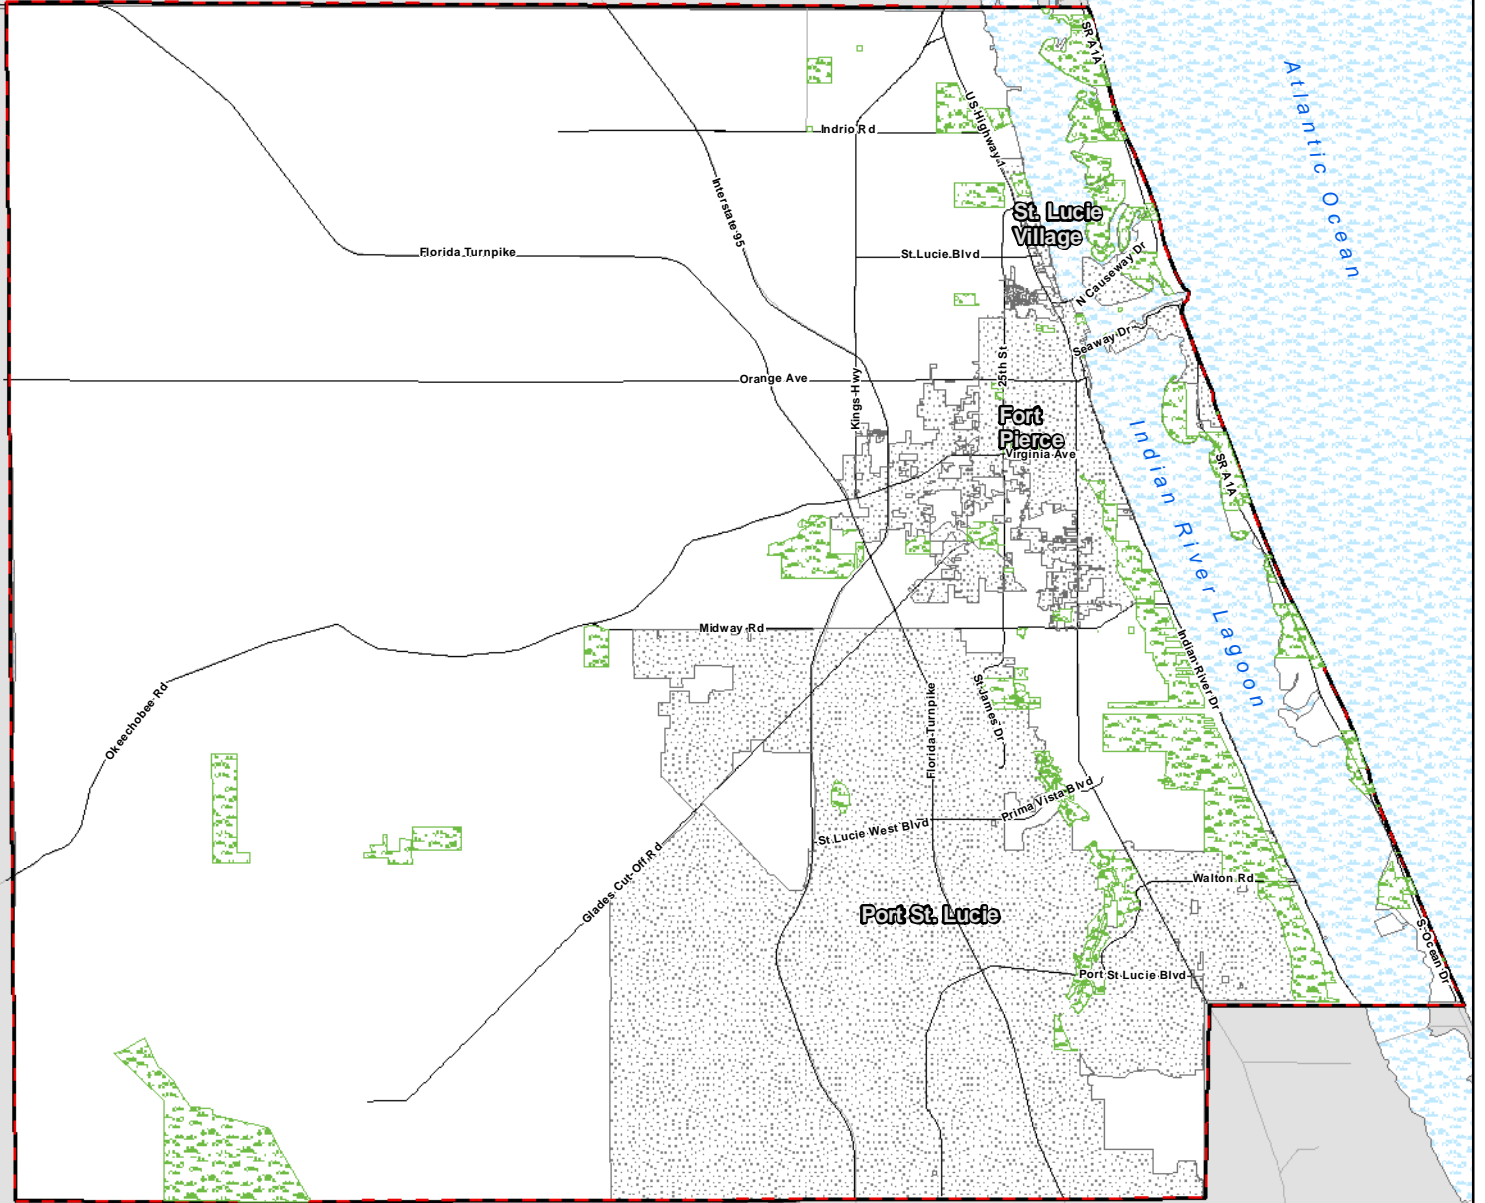 SR A1A
Atlantic Ocean
US Highway 1
Indrio Rd
Interstate 95
St. Lucie
Village
Florida Turnpike
St Lucie Blvd
N Causeway Dr
Seaway Dr
25th St
Orange Ave
Kings Hwy
Fort
Pierce
Virginia Ave
Indian River Lagoon
SR A1A
Midway Rd
Indian River Dr
Okeechobee Rd
St James Dr
Florida Turnpike
Prima Vista Blvd
St Lucie West Blvd
Glades Cut-Off Rd
Walton Rd
Port St. Lucie
S Ocean Dr
Port St Lucie Blvd